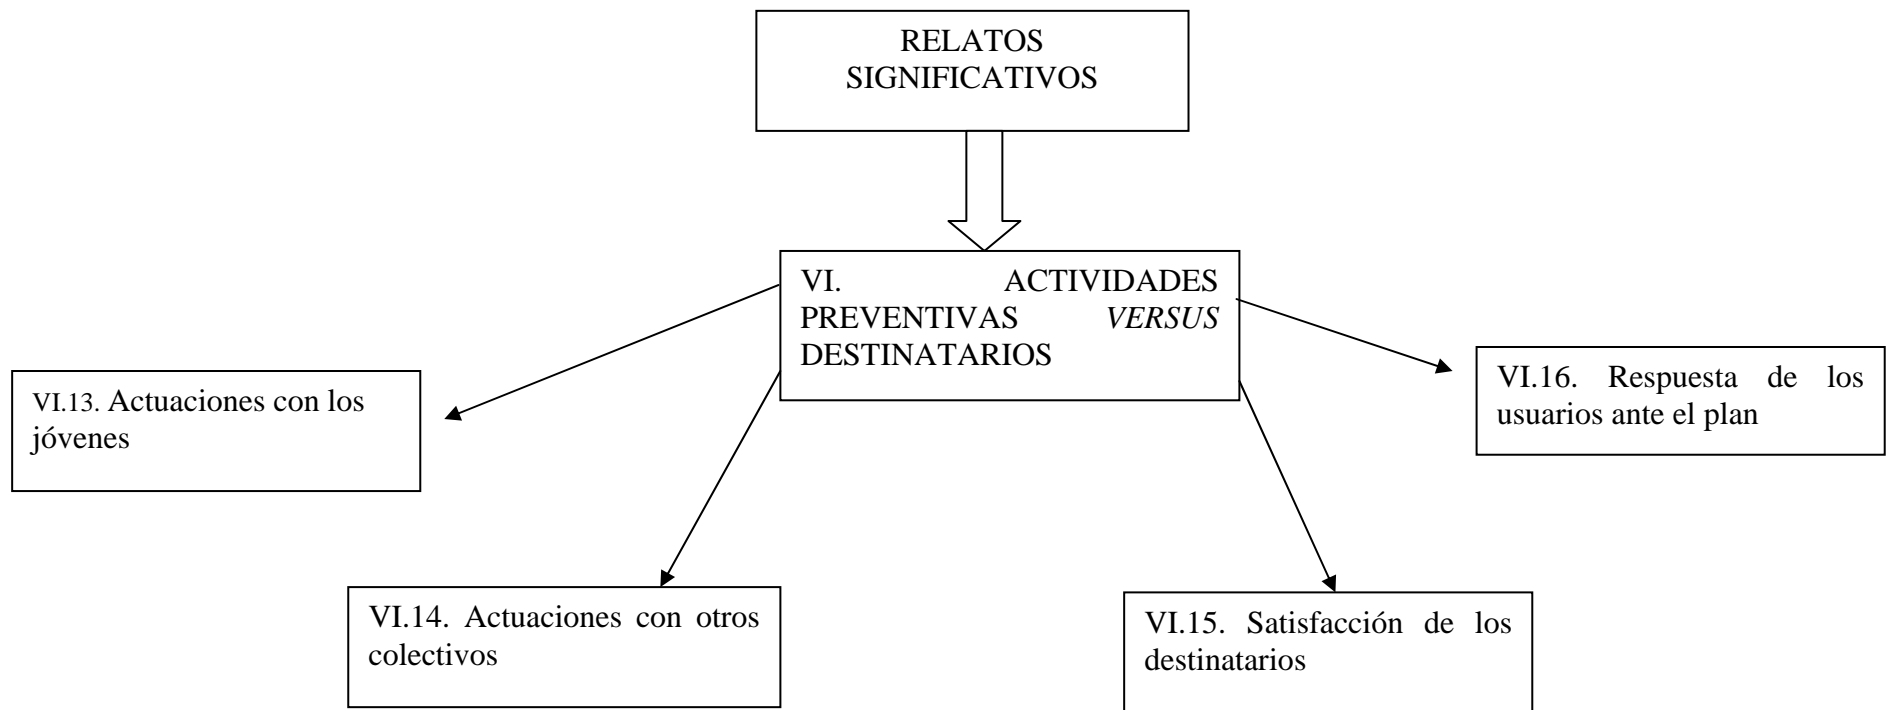 RELATOS
SIGNIFICATIVOS
VI. ACTIVIDADES
PREVENTIVAS VERSUS
DESTINATARIOS
VI.13. Actuaciones con los
jóvenes
VI.16. Respuesta de los
usuarios ante el plan
VI.14. Actuaciones con otros
colectivos
VI.15. Satisfacción de los
destinatarios